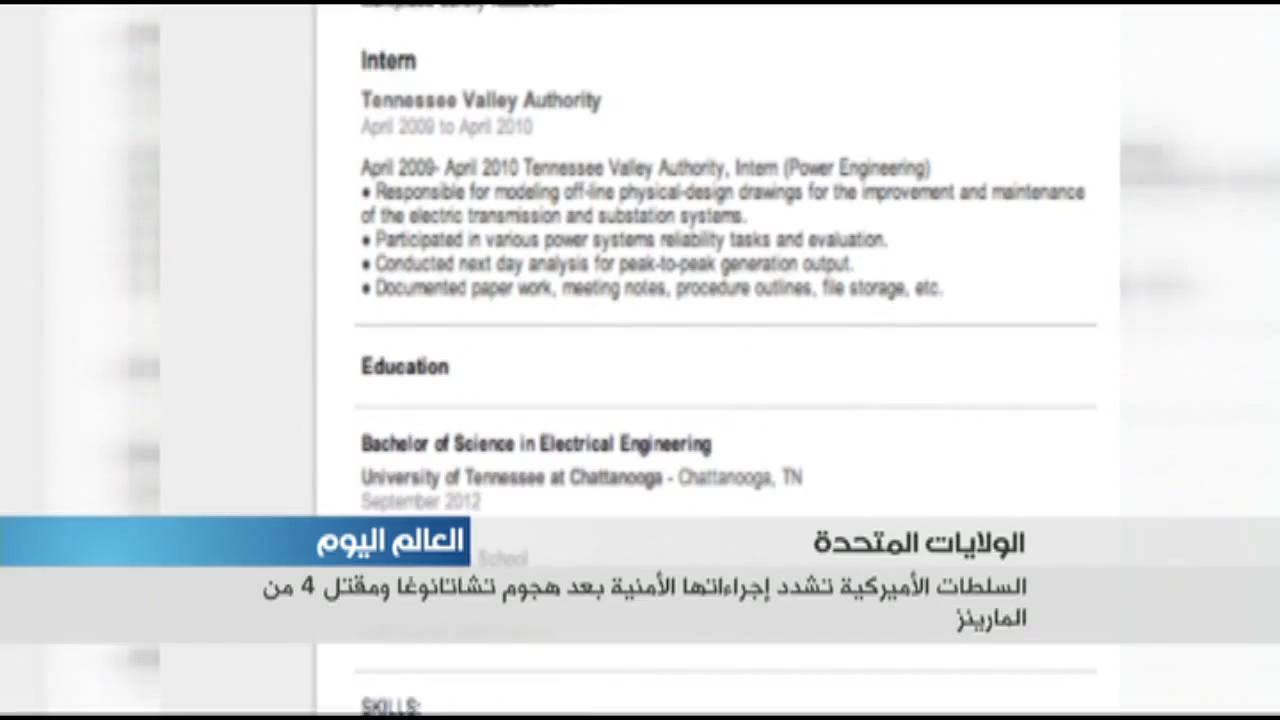 Intern
Tennessee Valley Authority
April 2009 to April 2010
April 2009- April 2010 Tennessee Valley Authority, Intern (Power Engineering)
• Responsible for modeling off-line physical-design drawings for the improvement and maintenance
of the electric transmission and substation systems.
• Participated in various power systems reliability tasks and evaluation.
• Conducted next day analysis for peak-to-peak generation output.
• Documented paper work, meeting notes, procedure outlines, file storage, etc.
Education
Bachelor of Science in Electrical Engineering
University of Tennessee at Chattanooga - Chattanooga, TN
September 2012
School
الولايات المتحدة
العالم اليوم
السلطات الأميركية تشدد إجراءاتها الأمنية بعد هجوم تشاتانوغا ومقتل 4 من
المارينز
SKILLS: